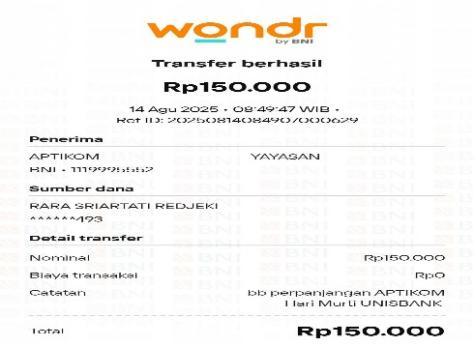 wondr
by BNI
Transfer berhasil
Rp150.000
14 Agu 2025 • 08:49:47 WIB •
Ref ID: 20250814084907000629
Penerima
APTIKOM YAYASAN
BNI • 1119995552
Sumber dana
RARA SRIARTATI REDJEKI
******493
Detail transfer
Nominal Rp150.000
Biaya transaksi Rp0
Catatan bb perpanjangan APTIKOM
Hari Murti UNISBANK
Total Rp150.000